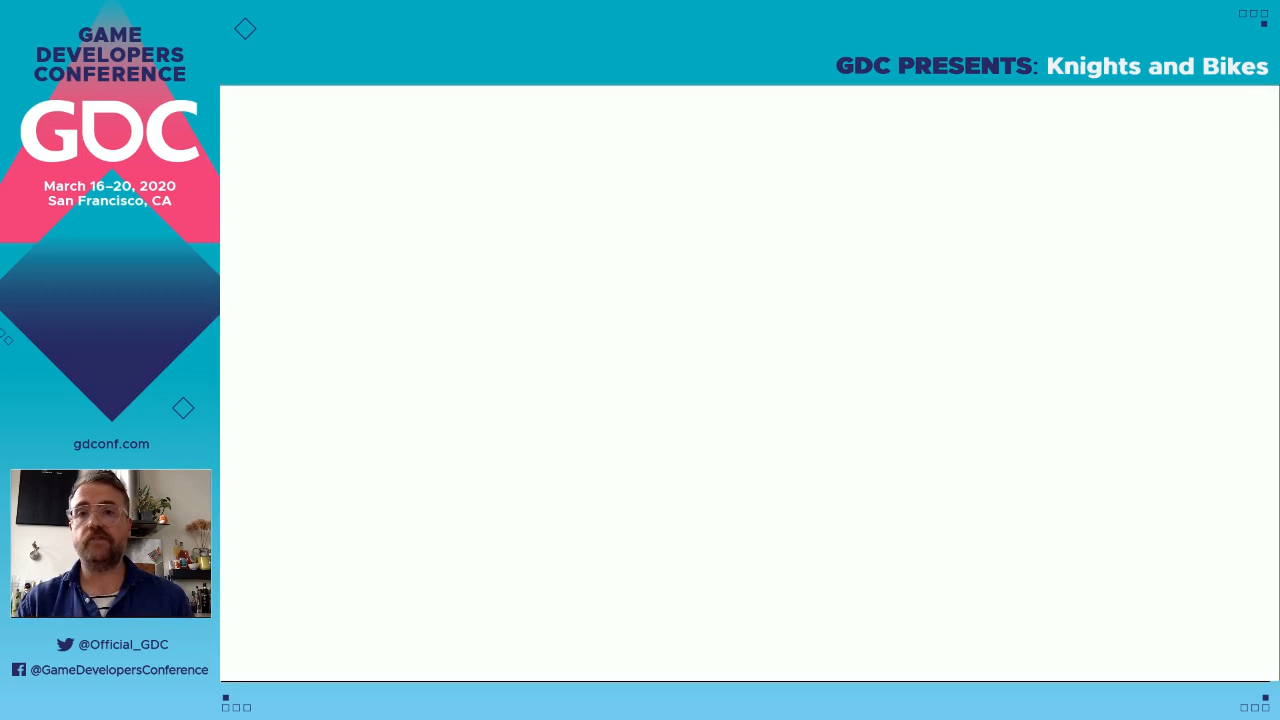 GAME
DEVELOPERS
CONFERENCE
GDC
March 16–20, 2020
San Francisco, CA
gdconf.com
@Official_GDC
@GameDevelopersConference
GDC PRESENTS: Knights and Bikes